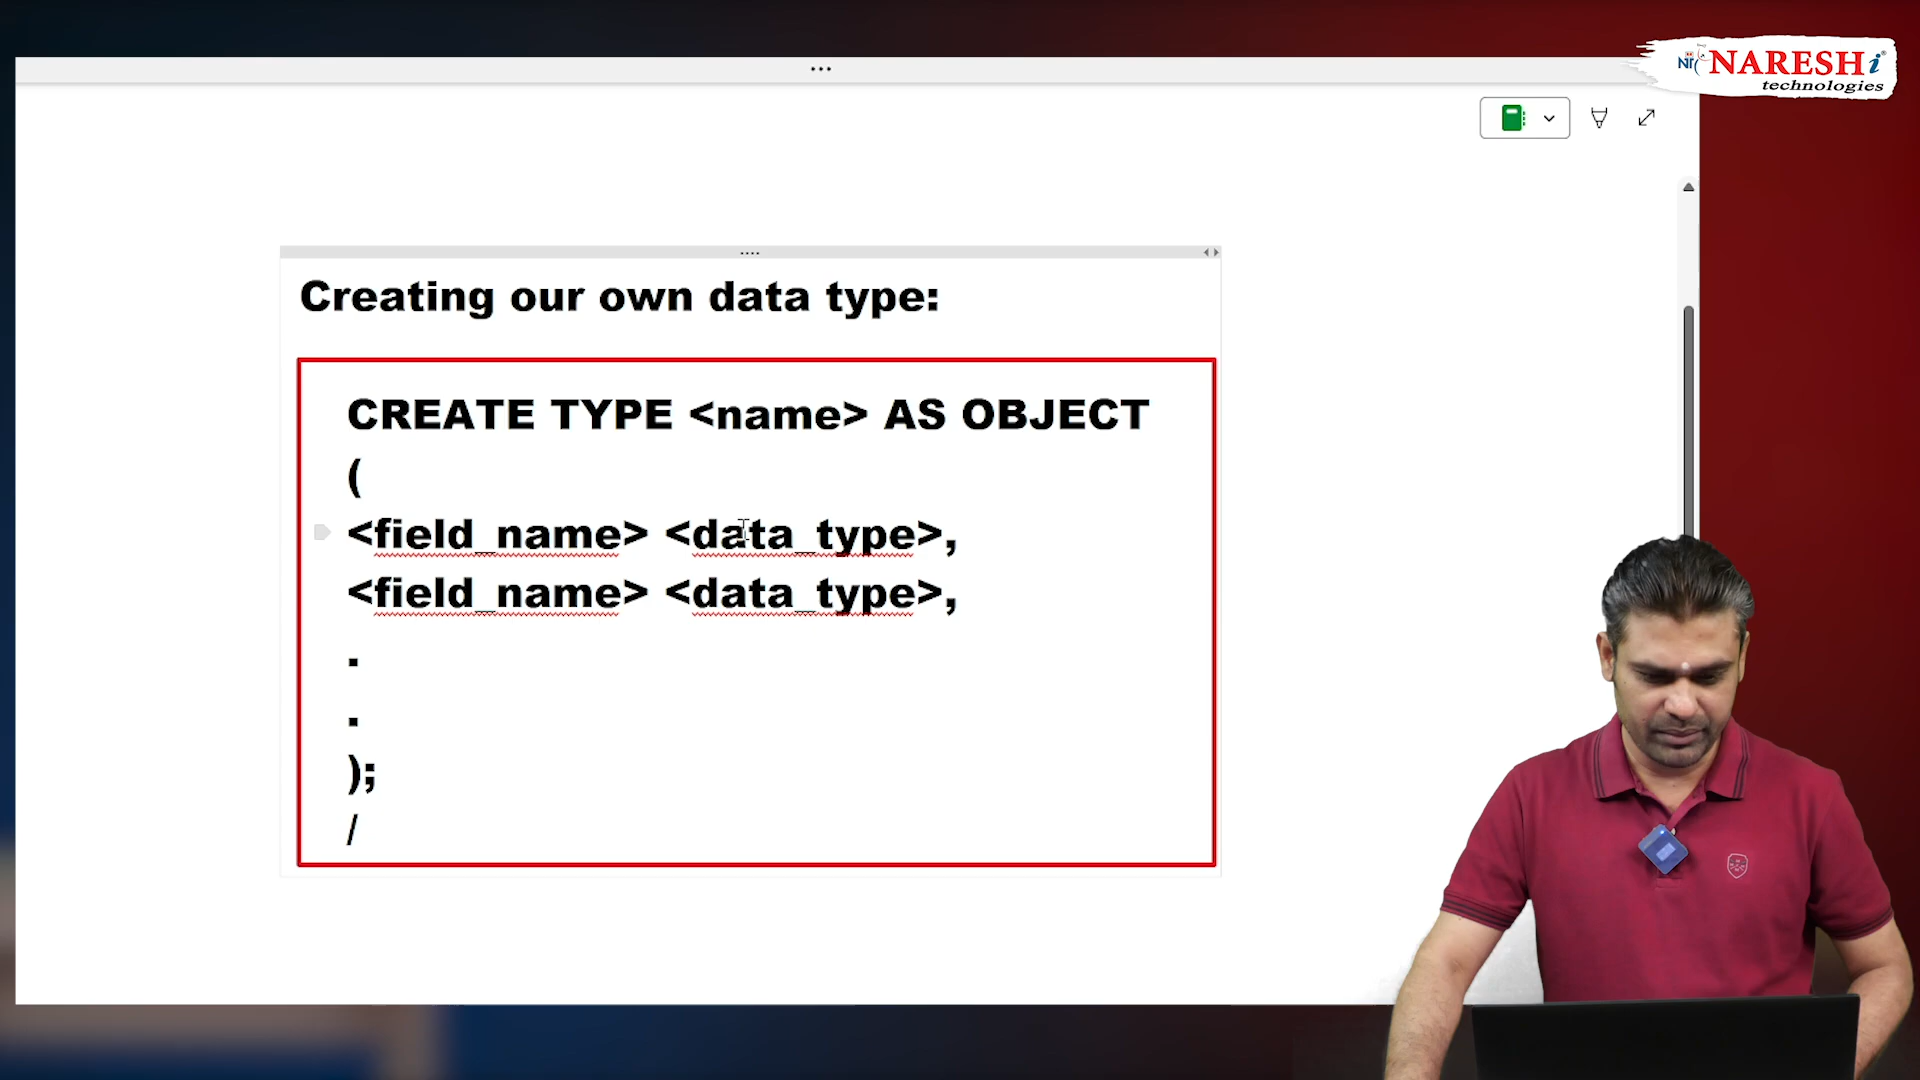 NARESH i
technologies
Creating our own data type:
CREATE TYPE <name> AS OBJECT
(
<field_name> <data_type>,
<field_name> <data_type>,
.
.
);
/